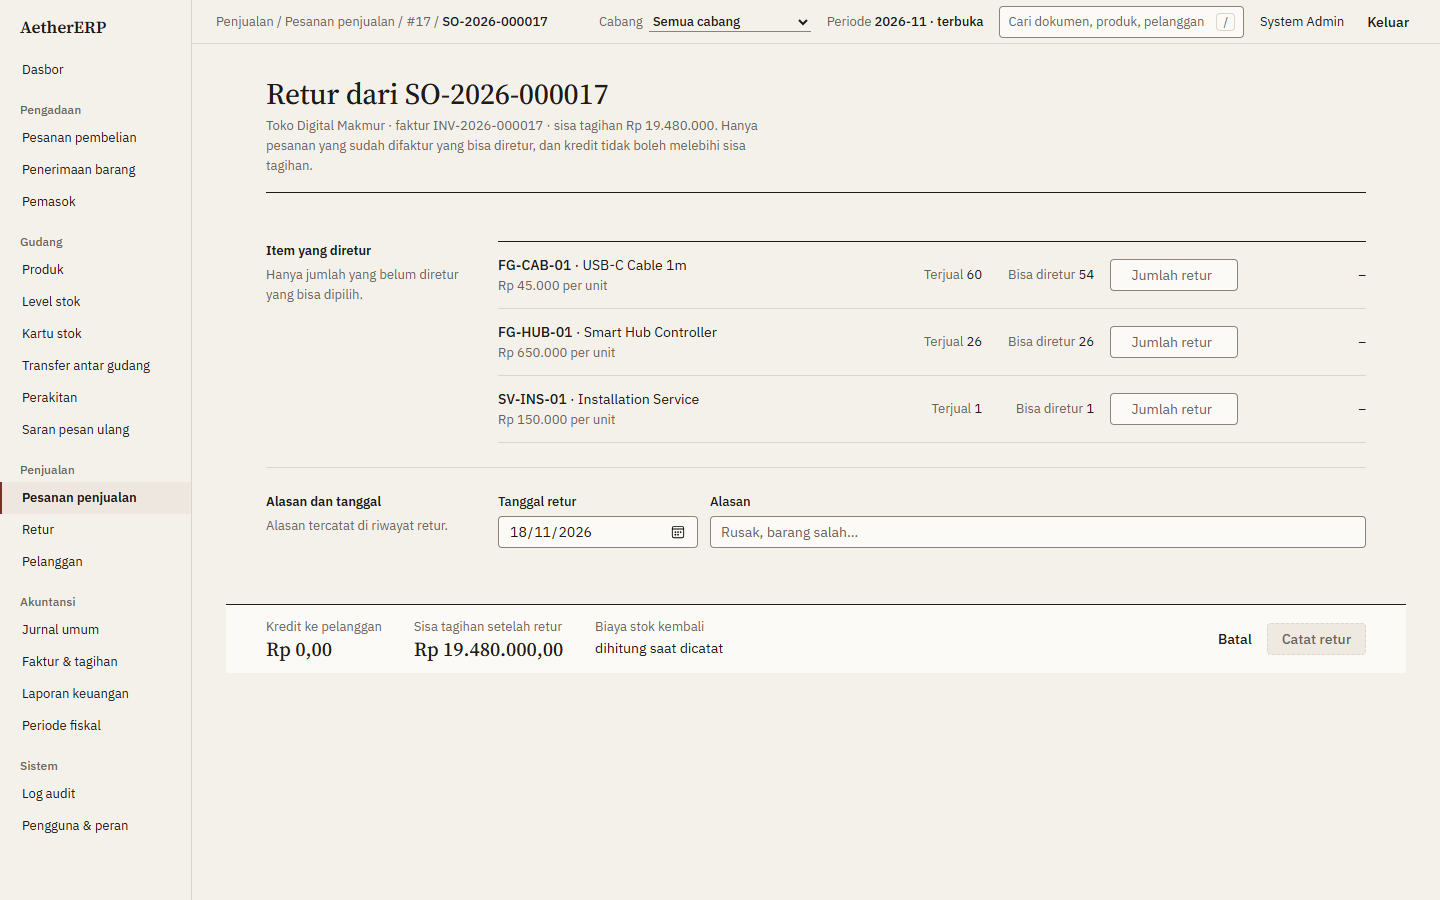 AetherERP
Dasbor
Pengadaan
Pesanan pembelian
Penerimaan barang
Pemasok
Gudang
Produk
Level stok
Kartu stok
Transfer antar gudang
Perakitan
Saran pesan ulang
Penjualan
Pesanan penjualan
Retur
Pelanggan
Akuntansi
Jurnal umum
Faktur & tagihan
Laporan keuangan
Periode fiskal
Sistem
Log audit
Pengguna & peran
Penjualan / Pesanan penjualan / #17 / SO-2026-000017
Cabang Semua cabang
Periode 2026-11 · terbuka
Cari dokumen, produk, pelanggan /
System Admin
Keluar
Retur dari SO-2026-000017
Toko Digital Makmur · faktur INV-2026-000017 · sisa tagihan Rp 19.480.000. Hanya
pesanan yang sudah difaktur yang bisa diretur, dan kredit tidak boleh melebihi sisa
tagihan.
Item yang diretur
Hanya jumlah yang belum diretur
yang bisa dipilih.
FG-CAB-01 · USB-C Cable 1m
Rp 45.000 per unit
Terjual 60 Bisa diretur 54 Jumlah retur –
FG-HUB-01 · Smart Hub Controller
Rp 650.000 per unit
Terjual 26 Bisa diretur 26 Jumlah retur –
SV-INS-01 · Installation Service
Rp 150.000 per unit
Terjual 1 Bisa diretur 1 Jumlah retur –
Alasan dan tanggal
Alasan tercatat di riwayat retur.
Tanggal retur
18/11/2026
Alasan
Rusak, barang salah...
Kredit ke pelanggan
Rp 0,00
Sisa tagihan setelah retur
Rp 19.480.000,00
Biaya stok kembali
dihitung saat dicatat
Batal
Catat retur